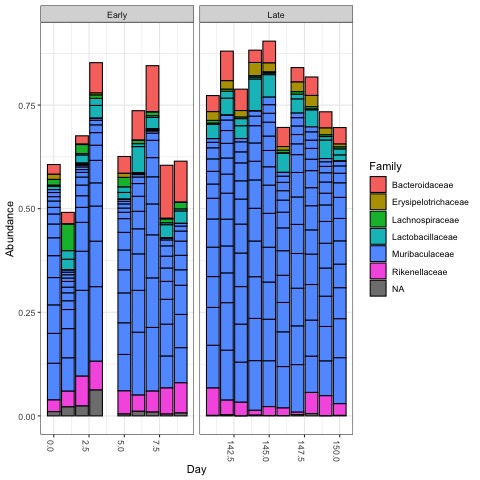 Early
Late
Abundance
0.75
0.50
0.25
0.00
0.0
2.5
5.0
7.5
142.5
145.0
147.5
150.0
Day
Family
Bacteroidaceae
Erysipelotrichaceae
Lachnospiraceae
Lactobacillaceae
Muribaculaceae
Rikenellaceae
NA